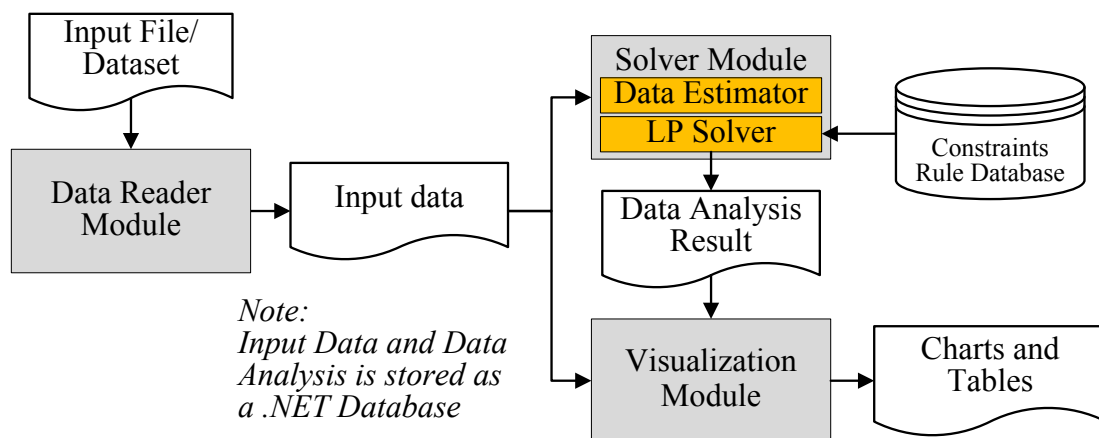 Input File/
Dataset
Data Reader
Module
Input data
Note:
Input Data and Data
Analysis is stored as
a .NET Database
Solver Module
Data Estimator
LP Solver
Constraints
Rule Database
Data Analysis
Result
Visualization
Module
Charts and
Tables